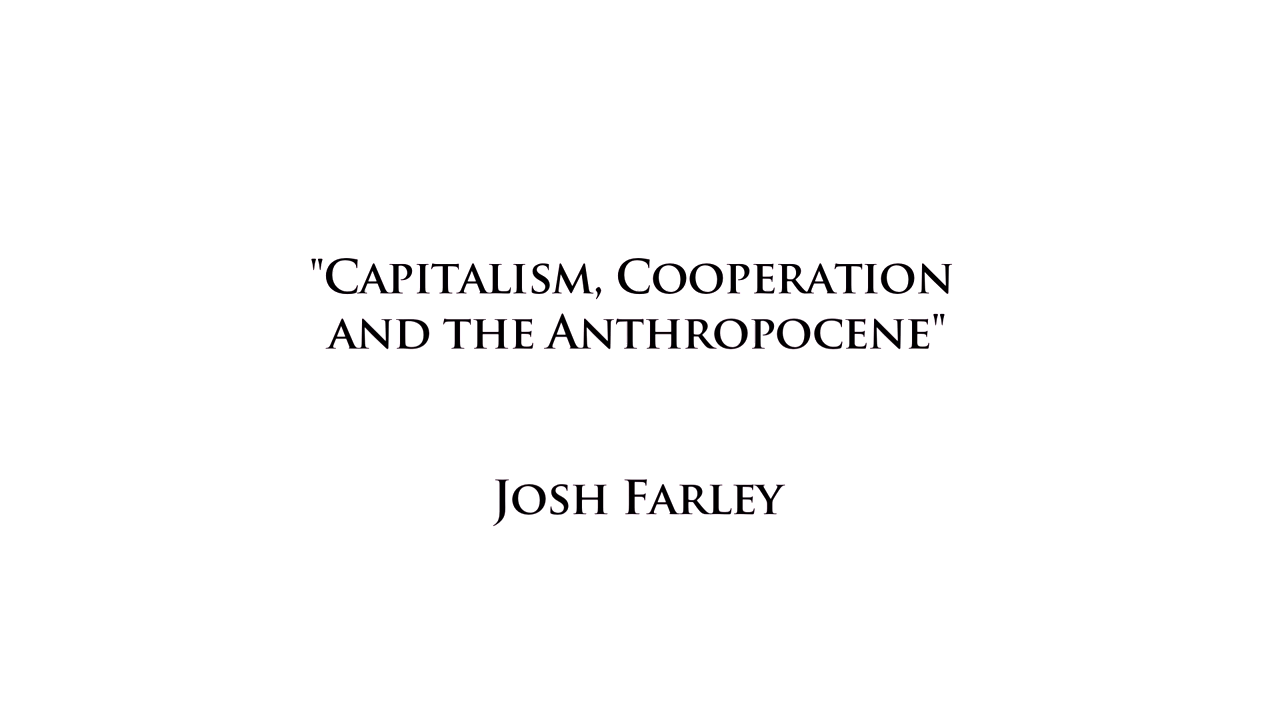 "Capitalism, Cooperation
and the Anthropocene"
Josh Farley